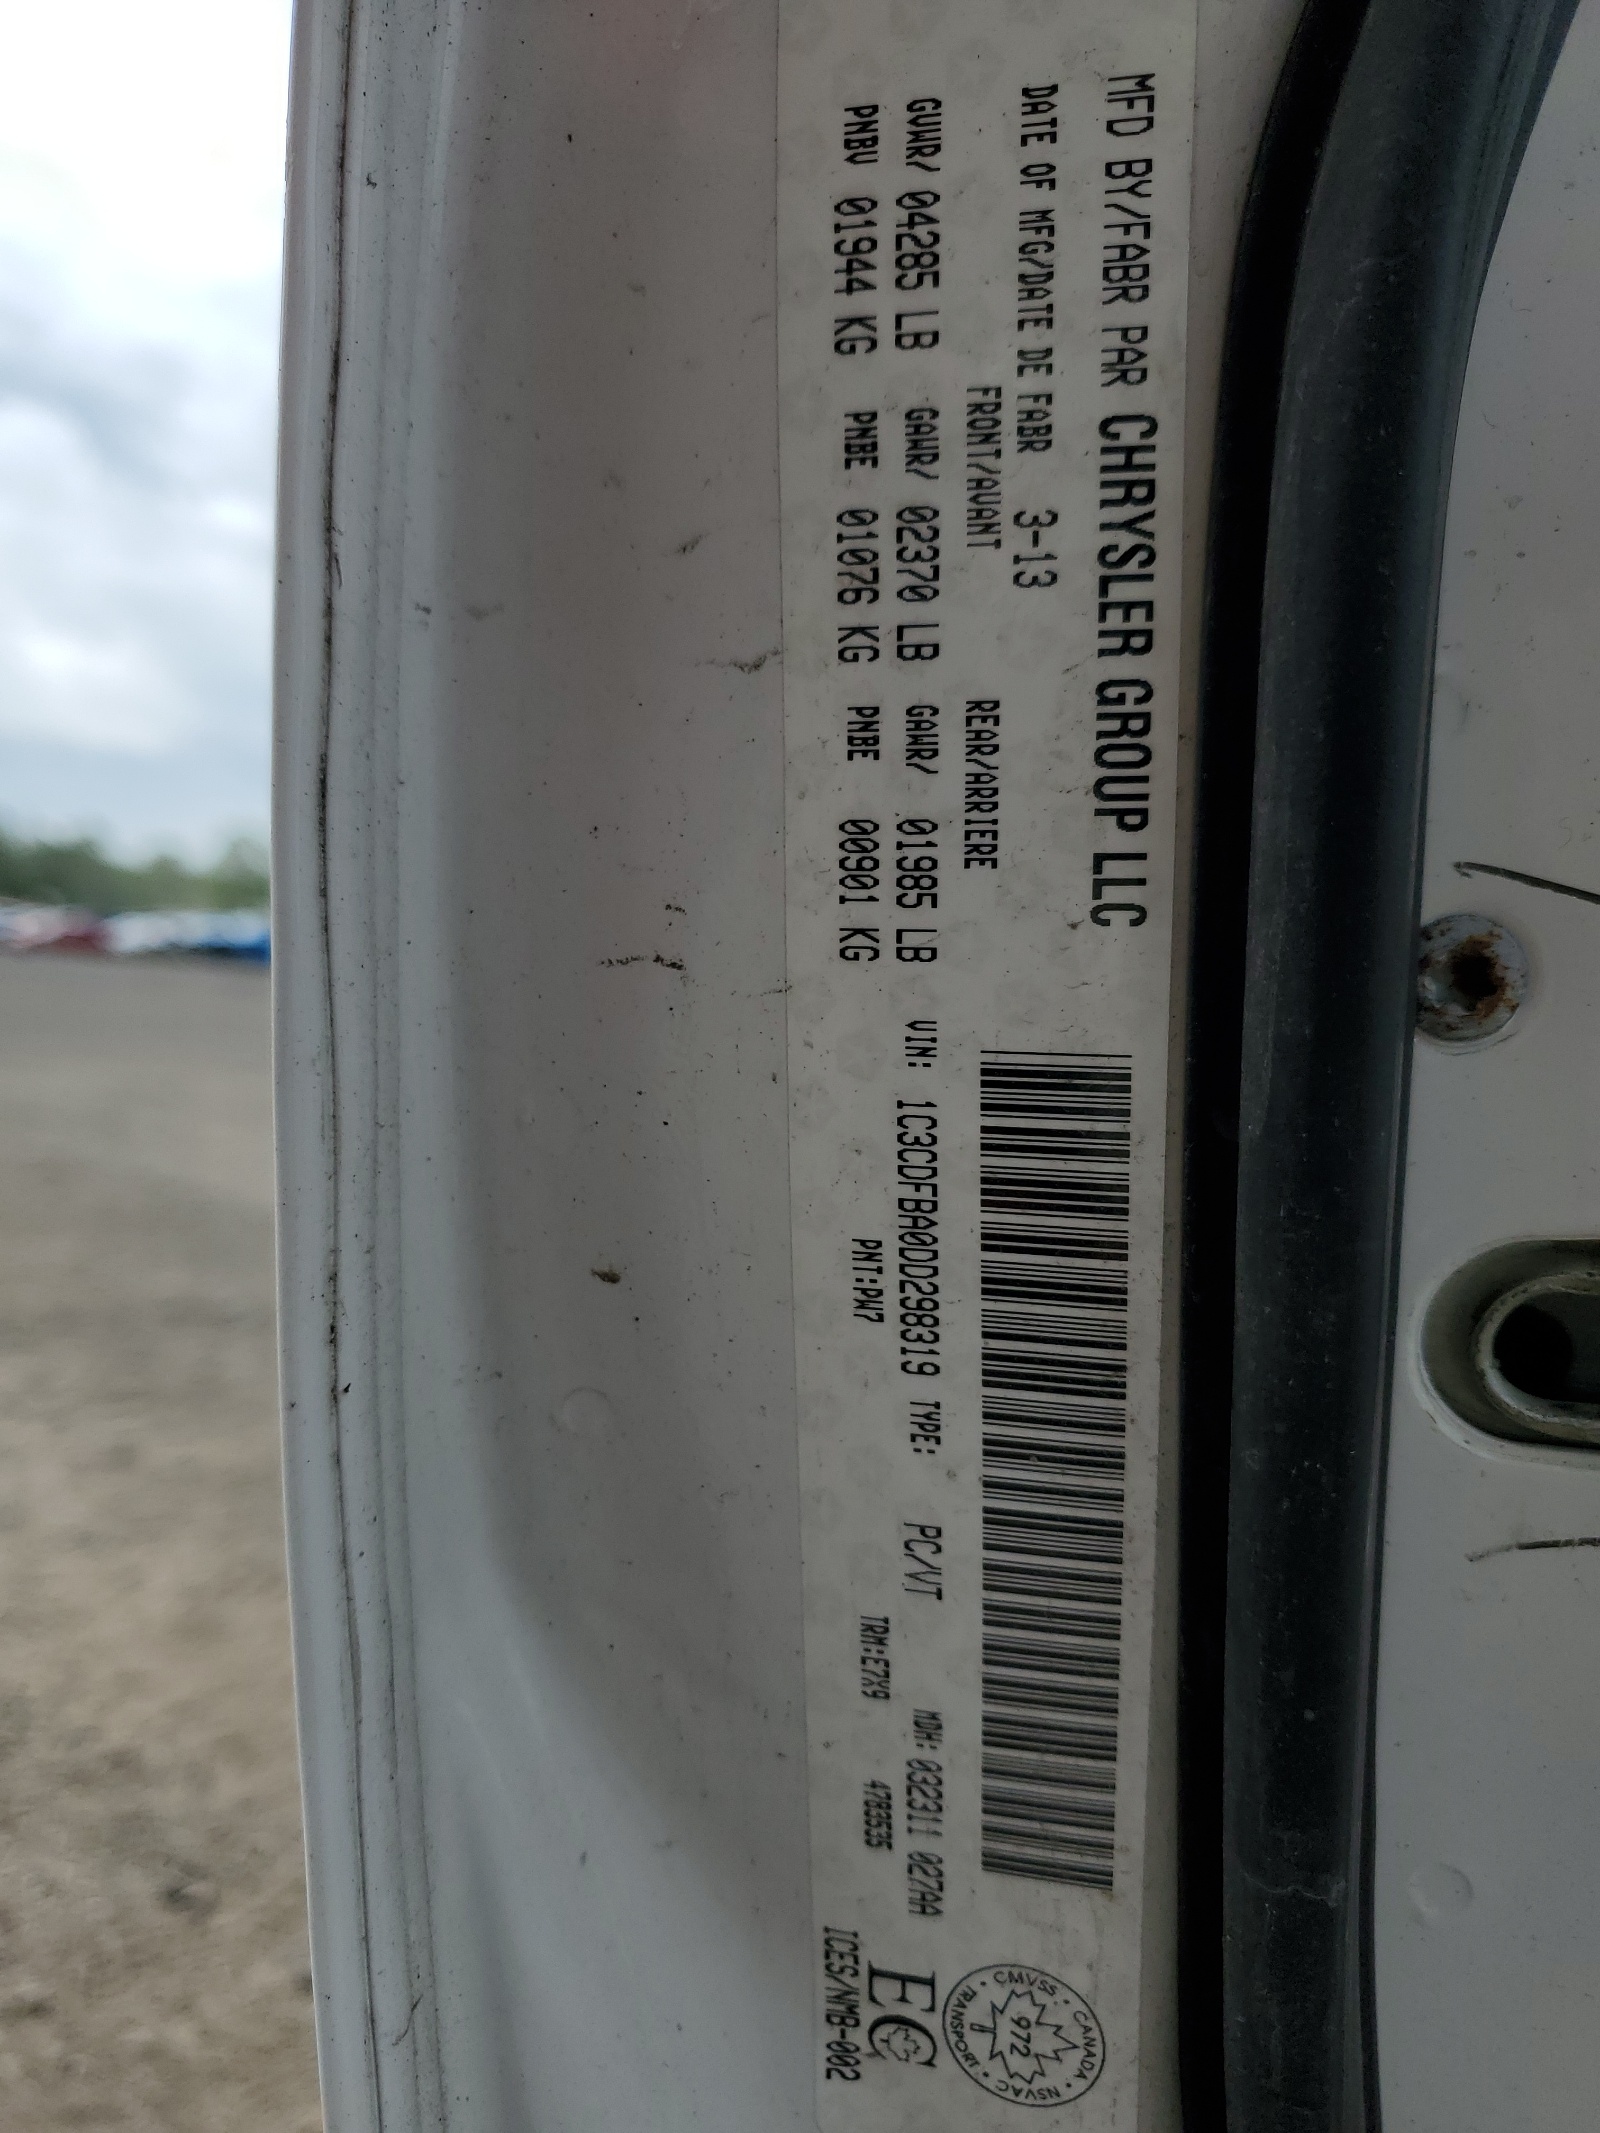 MFD BY/FABR PAR CHRYSLER GROUP LLC
DATE OF MFG/DATE DE FABR 3-13
FRONT/AVANT REAR/ARRIERE
GVWR/ 04285 LB GAWR/ 02370 LB GAWR/ 01985 LB
PNBV 01944 KG PNBE 01076 KG PNBE 00901 KG
VIN: 1C3CDFBA0DD298319 TYPE: PC/VT MDH: 032311 027AA
PNT:PW7 TRM:E7X9 4783535
CMVSS · CANADA · NSVAC · TRANSPORT ·
972
EC
ICES/NMB-002